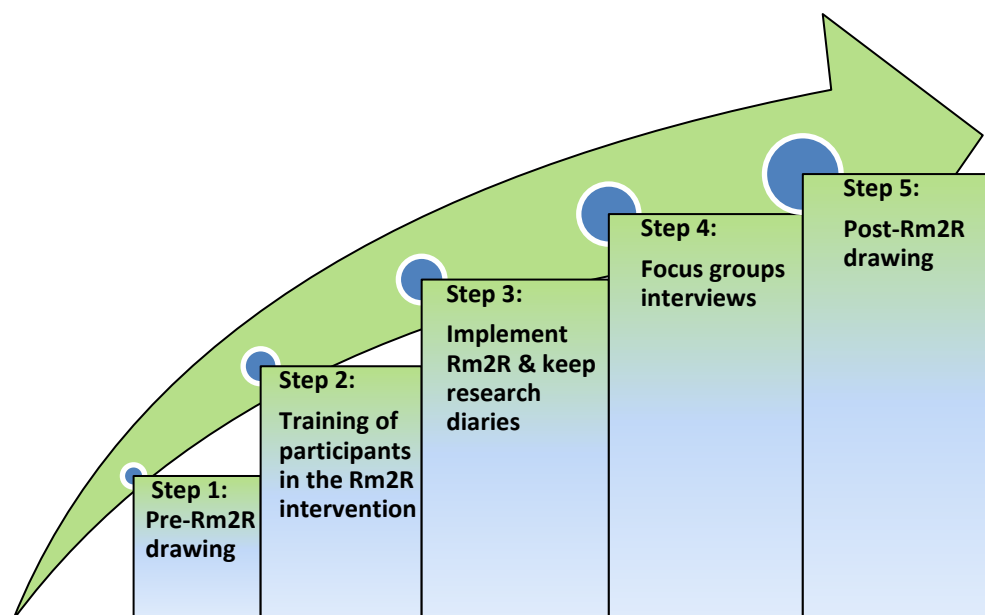 Step 1:
Pre-Rm2R
drawing
Step 2:
Training of
participants
in the Rm2R
intervention
Step 3:
Implement
Rm2R & keep
research
diaries
Step 4:
Focus groups
interviews
Step 5:
Post-Rm2R
drawing